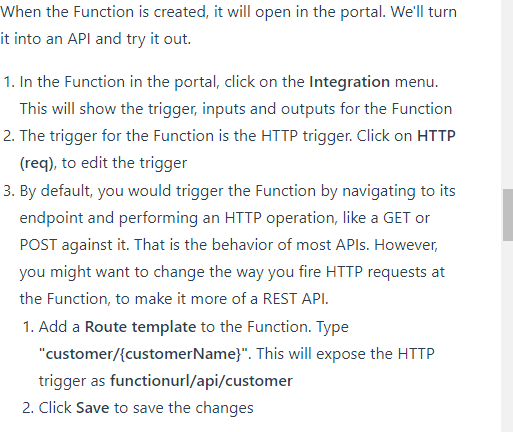 When the Function is created, it will open in the portal. We'll turn
it into an API and try it out.
1. In the Function in the portal, click on the Integration menu.
This will show the trigger, inputs and outputs for the Function
2. The trigger for the Function is the HTTP trigger. Click on HTTP
(req), to edit the trigger
3. By default, you would trigger the Function by navigating to its
endpoint and performing an HTTP operation, like a GET or
POST against it. That is the behavior of most APIs. However,
you might want to change the way you fire HTTP requests at
the Function, to make it more of a REST API.
1. Add a Route template to the Function. Type
"customer/{customerName}". This will expose the HTTP
trigger as functionurl/api/customer
2. Click Save to save the changes